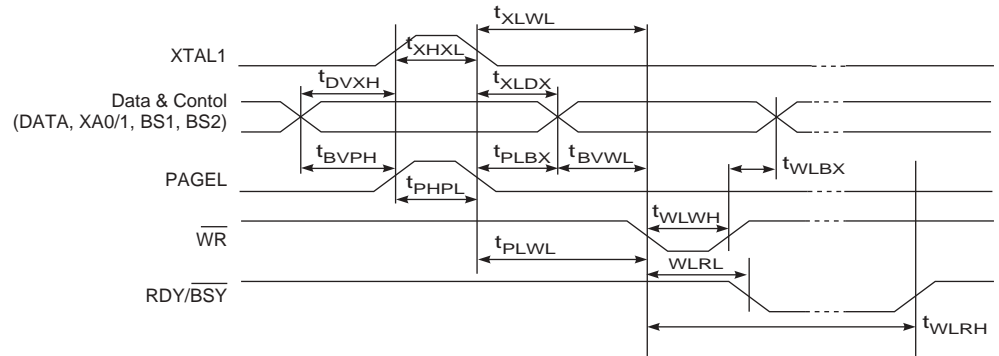 tXLWL
XTAL1
tXHXL
tDVXH
tXLDX
Data & Contol
(DATA, XA0/1, BS1, BS2)
tBVPH
tPLBX
tBVWL
tWLBX
PAGEL
tPHPL
tWLWH
WR
tPLWL
WLRL
RDY/BSY
tWLRH